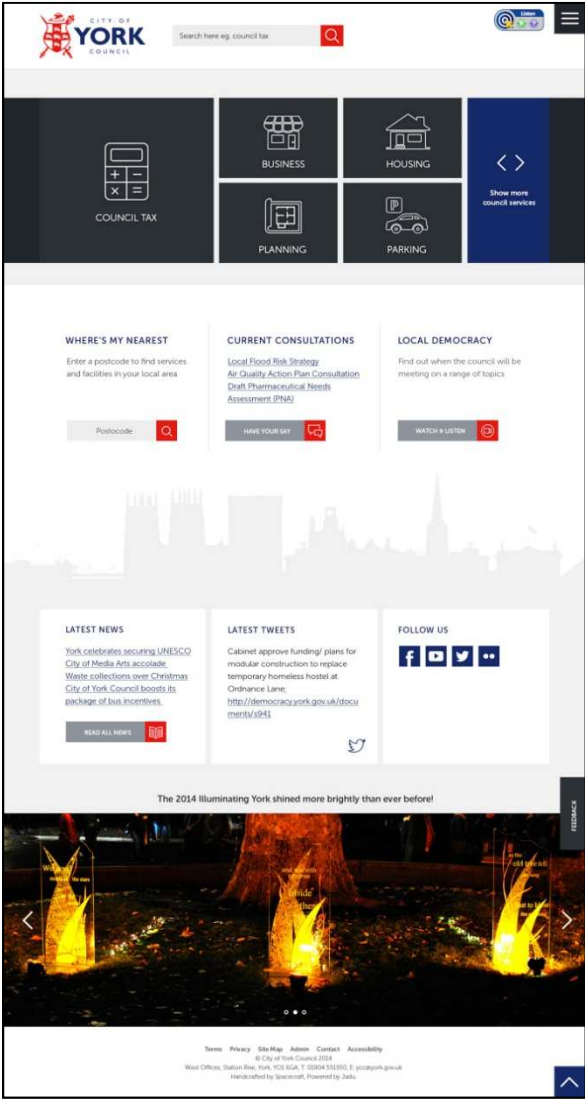 CITY OF
YORK
COUNCIL
Search here eg. council tax
Listen
COUNCIL TAX
BUSINESS
HOUSING
PLANNING
P
PARKING
Show more
council services
WHERE'S MY NEAREST
Enter a postcode to find services
and facilities in your local area
Postocode
CURRENT CONSULTATIONS
Local Flood Risk Strategy
Air Quality Action Plan Consultation
Draft Pharmaceutical Needs
Assessment (PNA)
HAVE YOUR SAY
LOCAL DEMOCRACY
Find out when the council will be
meeting on a range of topics
WATCH & LISTEN
LATEST NEWS
York celebrates securing UNESCO
City of Media Arts accolade
Waste collections over Christmas
City of York Council boosts its
package of bus incentives
READ ALL NEWS
LATEST TWEETS
Cabinet approve funding/ plans for
modular construction to replace
temporary homeless hostel at
Ordnance Lane;
http://democracy.york.gov.uk/docu
ments/s941
FOLLOW US
FEEDBACK
The 2014 Illuminating York shined more brightly than ever before!
old tree
Terms Privacy Site Map Admin Contact Accessibility
© City of York Council 2014
West Offices, Station Rise, York, YO1 6GA, T: 01904 551550, E: ycc@york.gov.uk
Handcrafted by Spacecraft, Powered by Jadu.